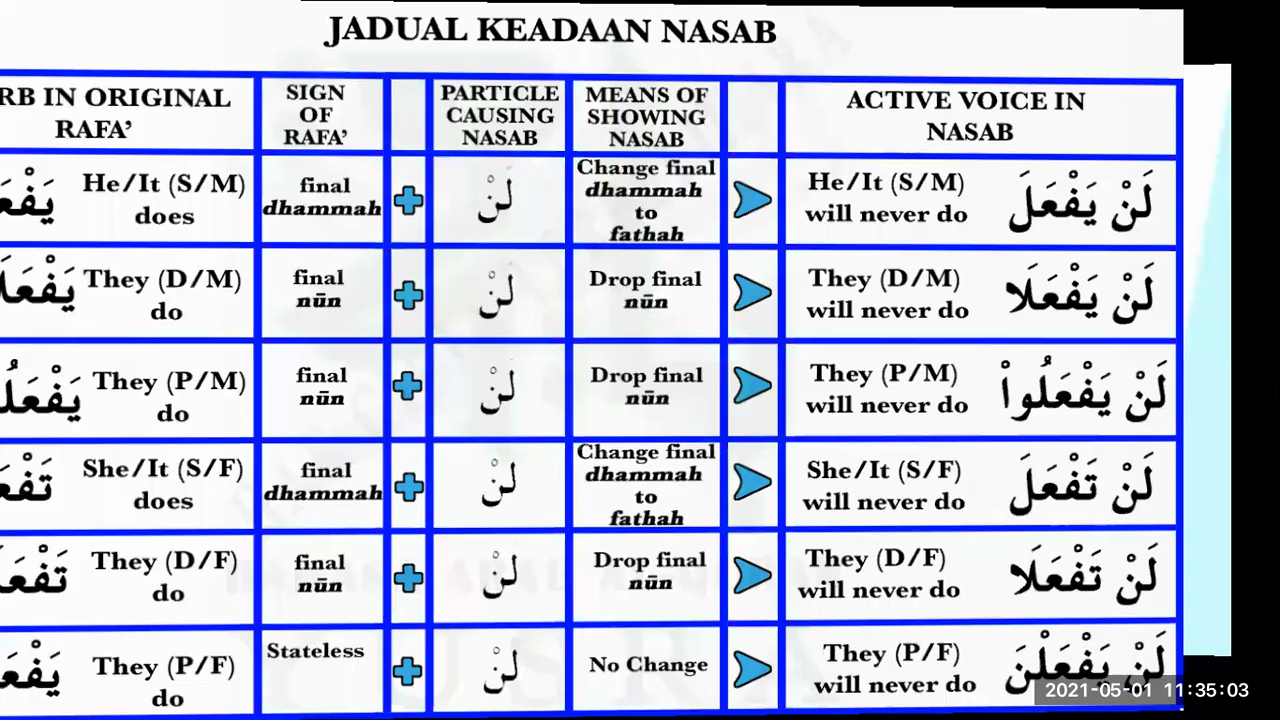 JADUAL KEADAAN NASAB
RB IN ORIGINAL
RAFA’
SIGN
OF
RAFA’
PARTICLE
CAUSING
NASAB
MEANS OF
SHOWING
NASAB
ACTIVE VOICE IN
NASAB
He/It (S/M)
does
final
dhammah
لَنْ
Change final
dhammah
to
fathah
He/It (S/M)
will never do
لَنْ يَفْعَلَ
They (D/M)
do
final
nūn
لَنْ
Drop final
nūn
They (D/M)
will never do
لَنْ يَفْعَلَا
They (P/M)
do
final
nūn
لَنْ
Drop final
nūn
They (P/M)
will never do
لَنْ يَفْعَلُواْ
She/It (S/F)
does
final
dhammah
لَنْ
Change final
dhammah
to
fathah
She/It (S/F)
will never do
لَنْ تَفْعَلَ
They (D/F)
do
final
nūn
لَنْ
Drop final
nūn
They (D/F)
will never do
لَنْ تَفْعَلَا
They (P/F)
do
Stateless
لَنْ
No Change
They (P/F)
will never do
لَنْ يَفْعَلْنَ
2021-05-01 11:35:03